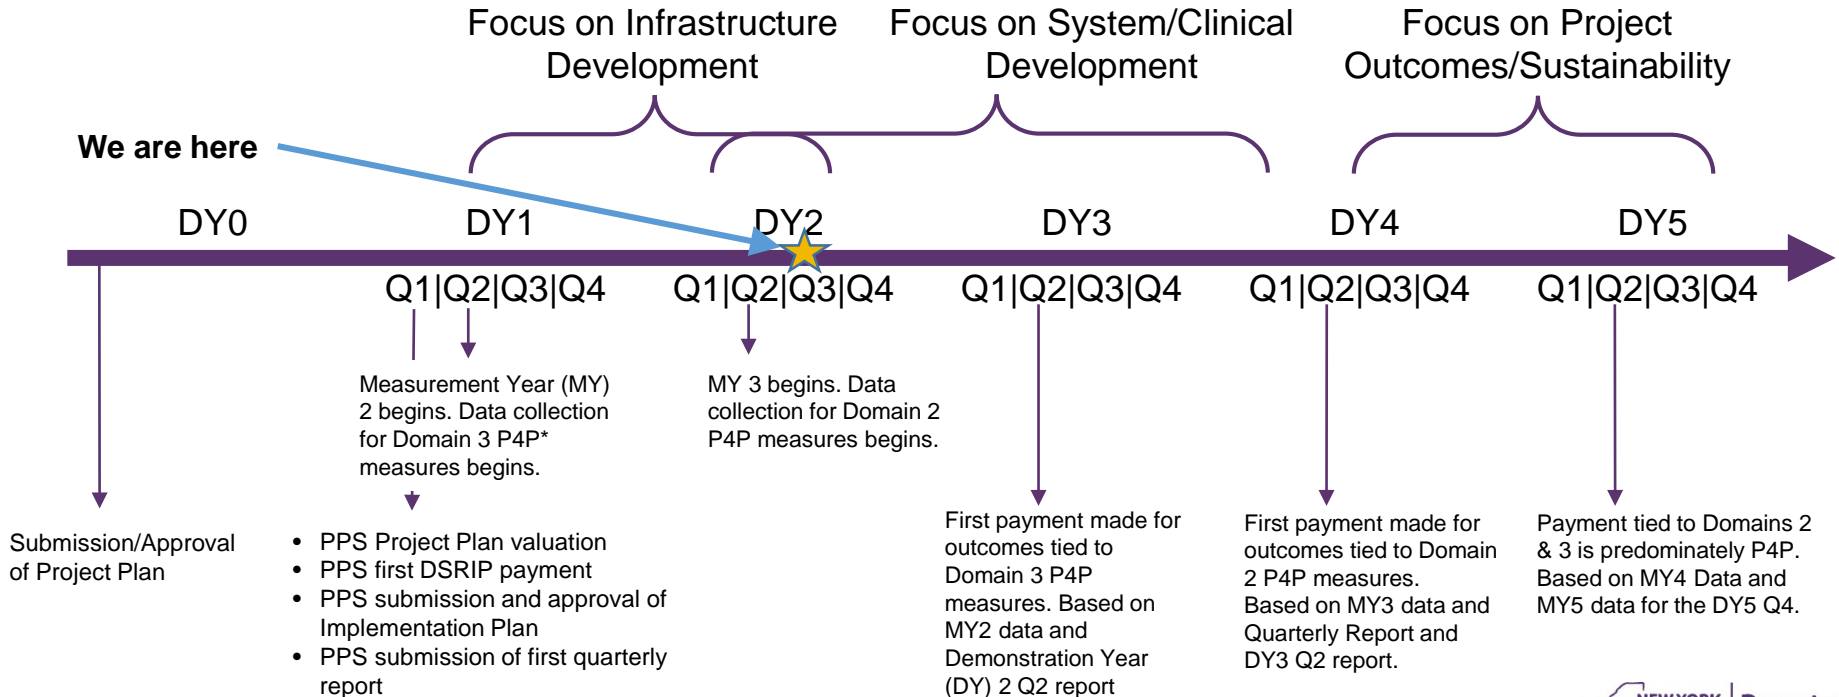 Focus on Infrastructure
Development
Focus on System/Clinical
Development
Focus on Project
Outcomes/Sustainability
We are here
DY0
DY1
DY2
DY3
DY4
DY5
Q1|Q2|Q3|Q4
Q1|Q2|Q3|Q4
Q1|Q2|Q3|Q4
Q1|Q2|Q3|Q4
Q1|Q2|Q3|Q4
Measurement Year (MY)
2 begins. Data collection
for Domain 3 P4P*
measures begins.
MY 3 begins. Data
collection for Domain 2
P4P measures begins.
Submission/Approval
of Project Plan
• PPS Project Plan valuation
• PPS first DSRIP payment
• PPS submission and approval of
Implementation Plan
• PPS submission of first quarterly
report
First payment made for
outcomes tied to
Domain 3 P4P
measures. Based on
MY2 data and
Demonstration Year
(DY) 2 Q2 report
First payment made for
outcomes tied to Domain
2 P4P measures.
Based on MY3 data and
Quarterly Report and
DY3 Q2 report.
Payment tied to Domains 2
& 3 is predominately P4P.
Based on MY4 Data and
MY5 data for the DY5 Q4.